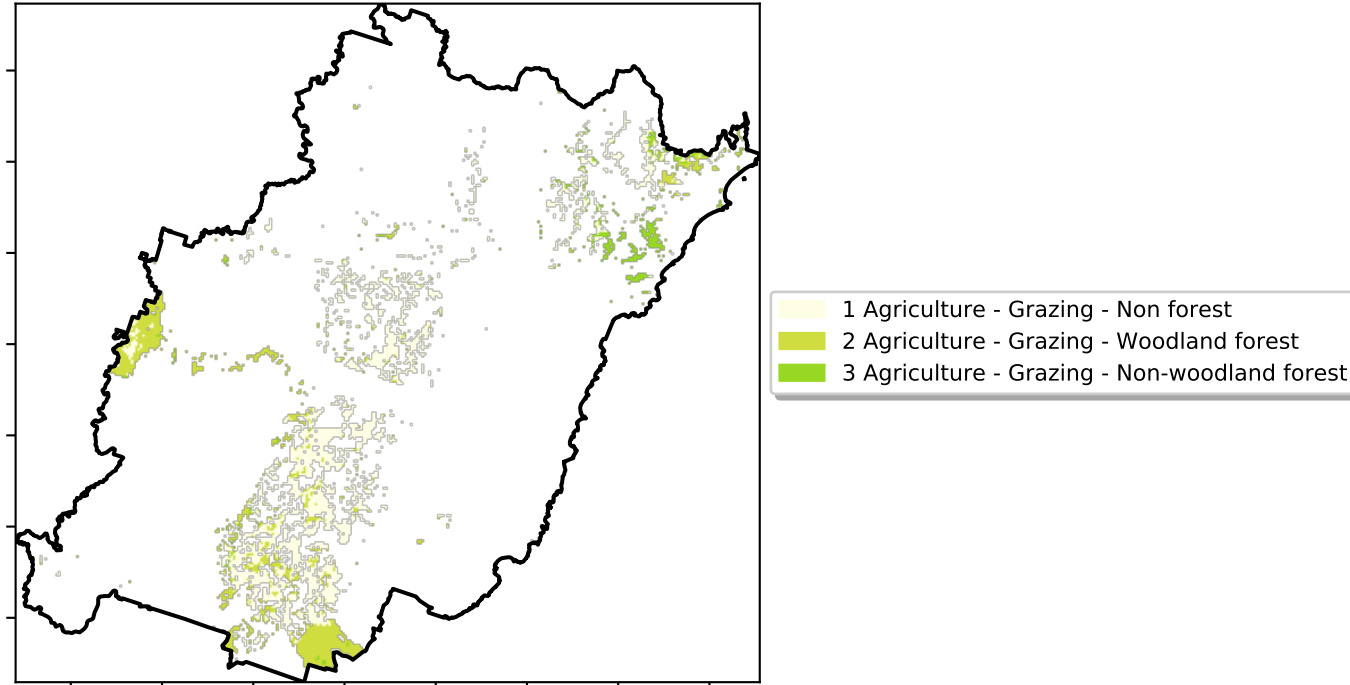 1 Agriculture - Grazing - Non forest
2 Agriculture - Grazing - Woodland forest
3 Agriculture - Grazing - Non-woodland forest